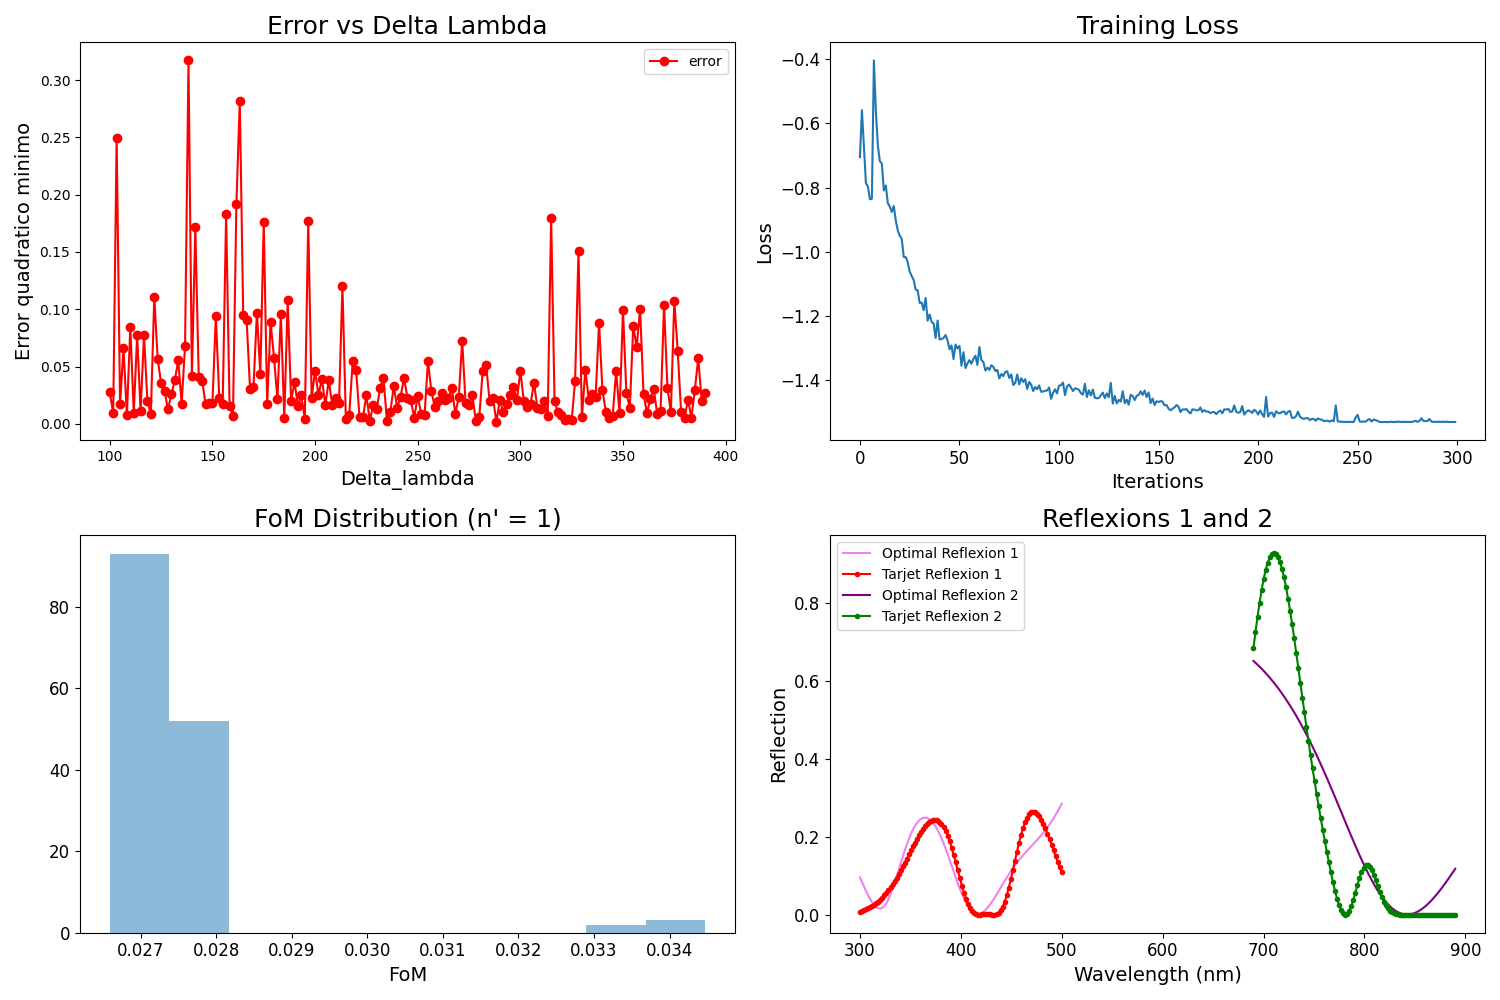 Error vs Delta Lambda
error
Error quadratico minimo
0.30
0.25
0.20
0.15
0.10
0.05
0.00
100 150 200 250 300 350 400
Delta_lambda
Training Loss
Loss
−0.4
−0.6
−0.8
−1.0
−1.2
−1.4
0 50 100 150 200 250 300
Iterations
FoM Distribution (n' = 1)
80
60
40
20
0
0.027 0.028 0.029 0.030 0.031 0.032 0.033 0.034
FoM
Reflexions 1 and 2
Optimal Reflexion 1
Tarjet Reflexion 1
Optimal Reflexion 2
Tarjet Reflexion 2
Reflection
0.8
0.6
0.4
0.2
0.0
300 400 500 600 700 800 900
Wavelength (nm)